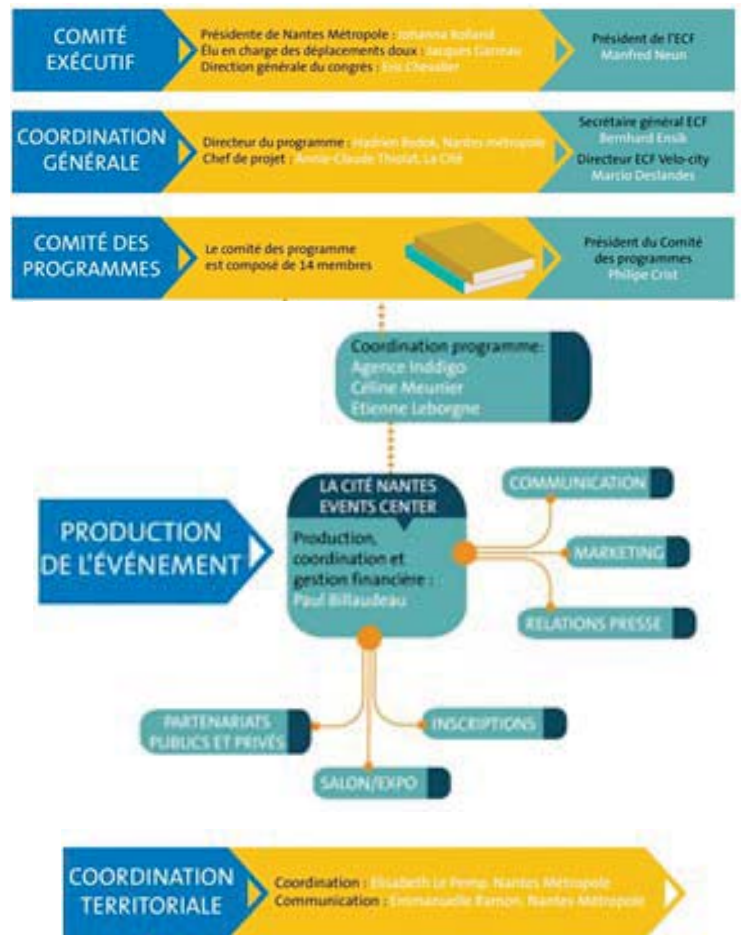 COMITÉ
EXÉCUTIF
Présidente de Nantes Métropole : Johanna Rolland
Élu en charge des déplacements doux : Jacques Garreau
Direction générale du congrès : Eric Chevalier
Président de l'ECF
Manfred Neun
COORDINATION
GÉNÉRALE
Directeur du programme : Hadrien Bedok, Nantes métropole
Chef de projet : Annie-Claude Thiolat, La Cité
Secrétaire général ECF
Bernhard Ensik
Directeur ECF Velo-city
Marcio Deslandes
COMITÉ DES
PROGRAMMES
Le comité des programme
est composé de 14 membres
Président du Comité
des programmes
Philipe Crist
Coordination programme:
Agence Inddigo
Céline Meunier
Etienne Leborgne
PRODUCTION
DE L'ÉVÉNEMENT
LA CITÉ NANTES
EVENTS CENTER
Production,
coordination et
gestion financière :
Paul Billaudeau
COMMUNICATION
MARKETING
RELATIONS PRESSE
PARTENARIATS
PUBLICS ET PRIVÉS
INSCRIPTIONS
SALON/EXPO
COORDINATION
TERRITORIALE
Coordination : Elisabeth Le Pemp, Nantes Métropole
Communication : Emmanuelle Ramon, Nantes Métropole